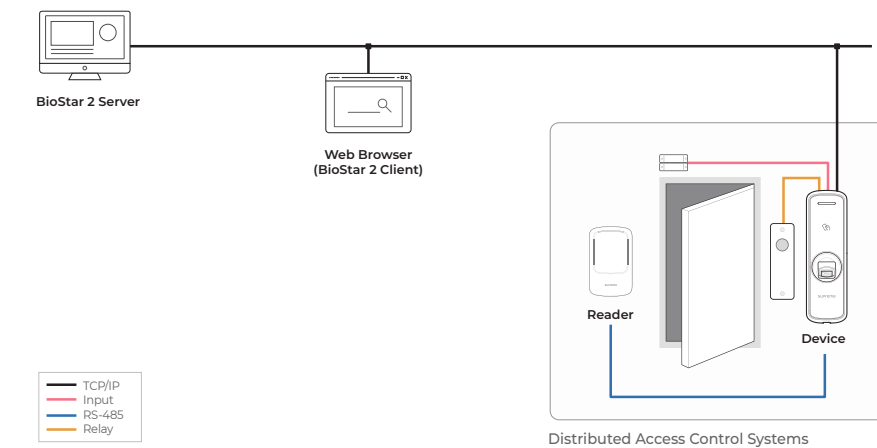 BioStar 2 Server
Web Browser
(BioStar 2 Client)
Reader
Device
TCP/IP
Input
RS-485
Relay
Distributed Access Control Systems